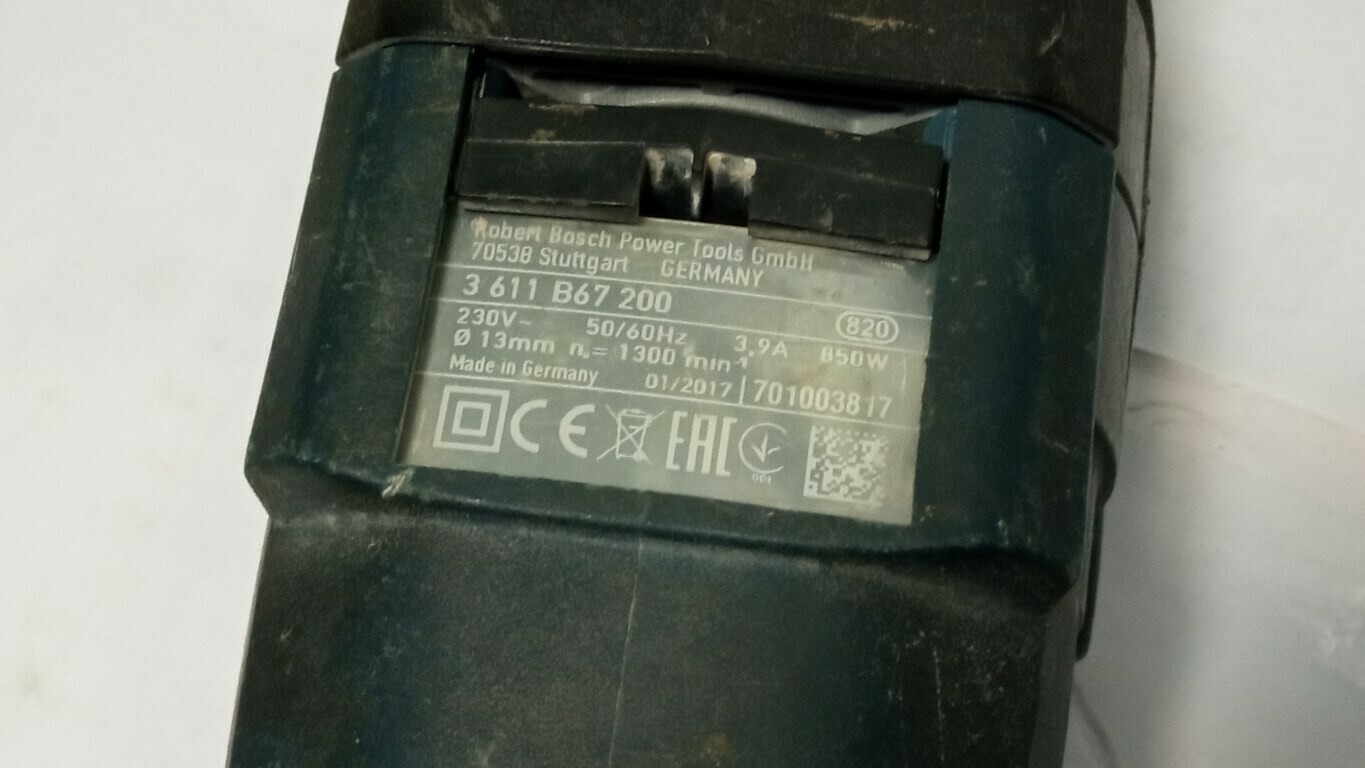 Robert Bosch Power Tools GmbH
70538 Stuttgart GERMANY
3 611 B67 200
820
230V~ 50/60Hz 3,9A 850W
Ø 13mm n₀= 1300 min⁻¹
Made in Germany 01/2017 | 701003817
CE EAC